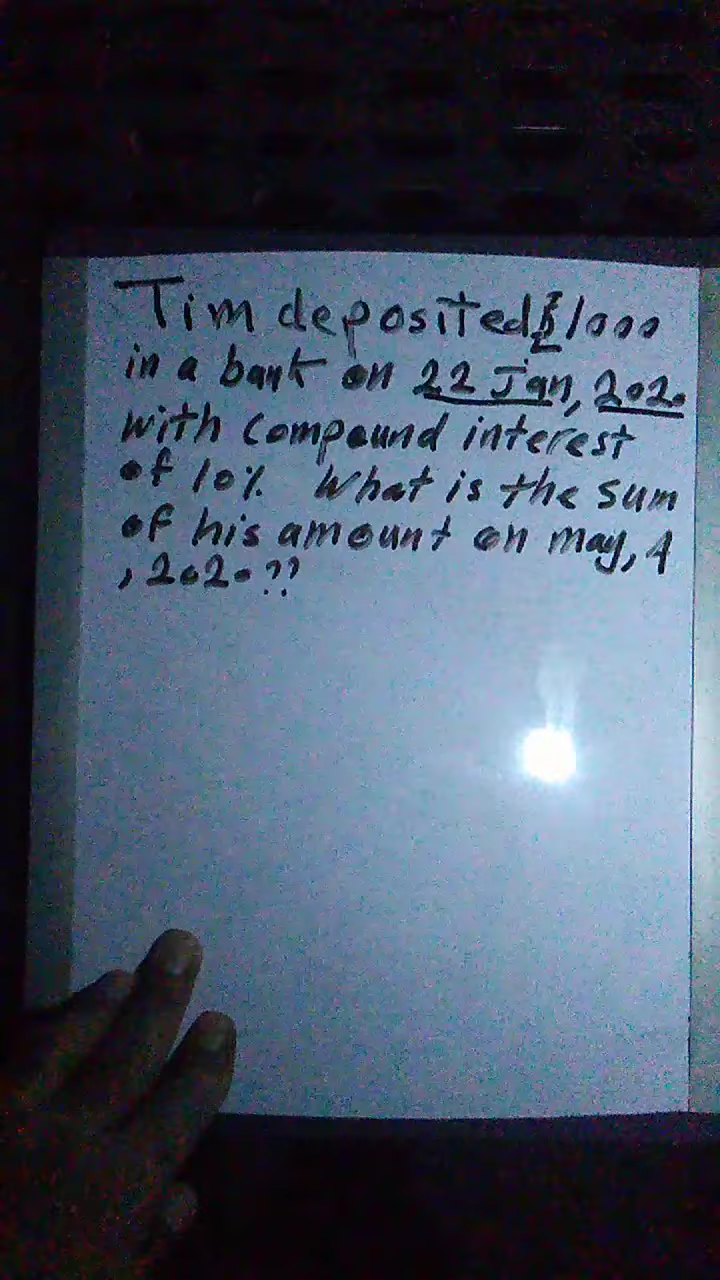 Tim deposited £1000
in a bank on 22 Jan, 2020
with compound interest
of 10% What is the sum
of his amount on may, 4
, 2020??